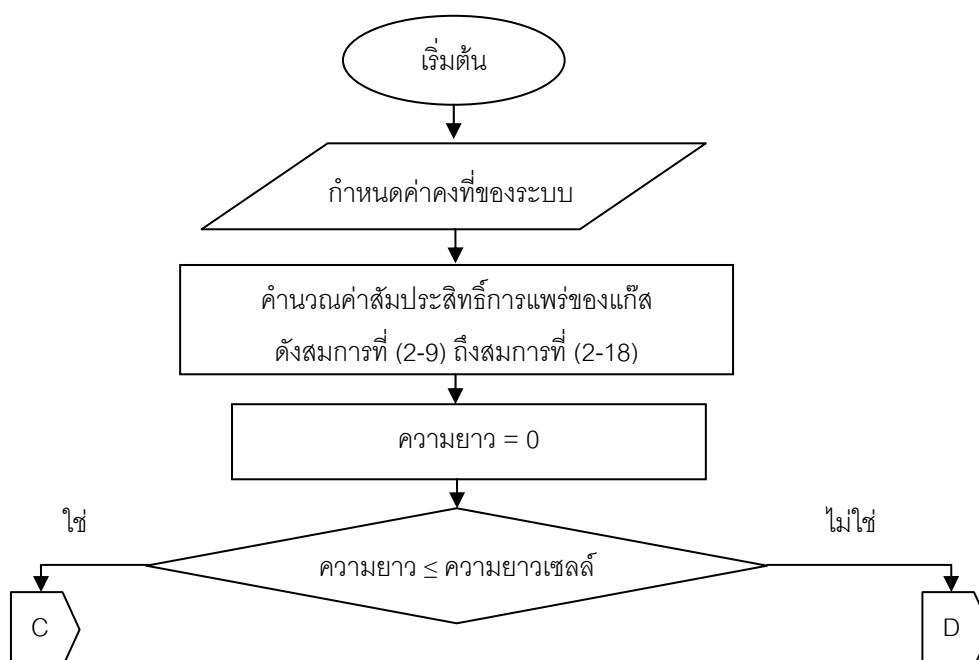 เริ่มต้น
กำหนดค่าคงที่ของระบบ
คำนวณค่าสัมประสิทธิ์การแพร่ของแก๊ส
ดังสมการที่ (2-9) ถึงสมการที่ (2-18)
ความยาว = 0
ใช่
ไม่ใช่
ความยาว ≤ ความยาวเซลล์
C
D